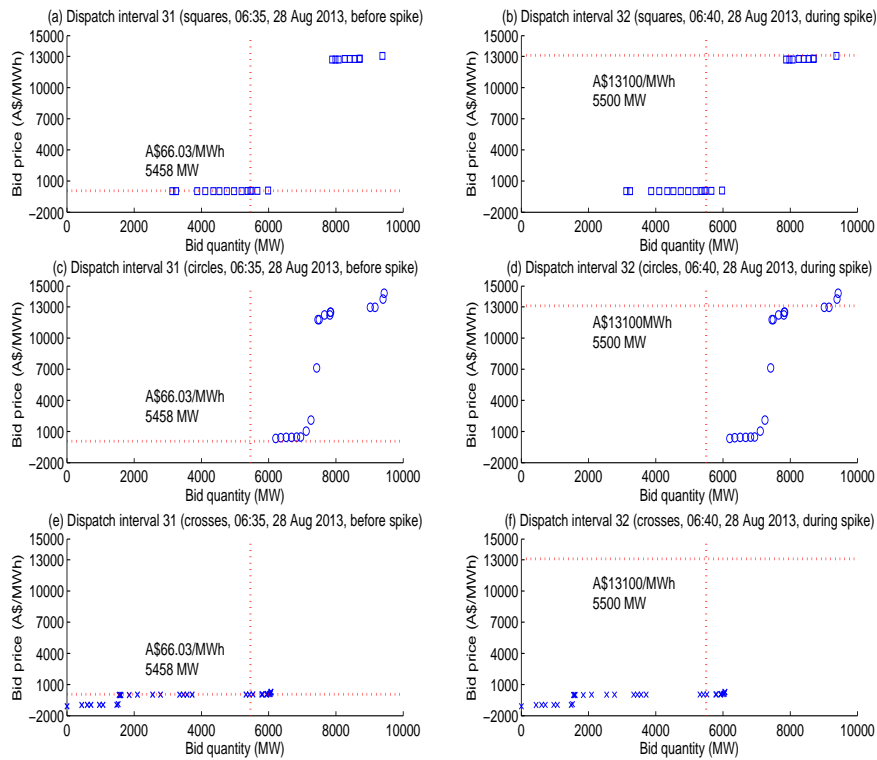 (a) Dispatch interval 31 (squares, 06:35, 28 Aug 2013, before spike)
15000
13000
10000
7000
4000
1000
−2000
Bid price (A$/MWh)
A$66.03/MWh
5458 MW
0
2000
4000
6000
8000
10000
Bid quantity (MW)
(b) Dispatch interval 32 (squares, 06:40, 28 Aug 2013, during spike)
15000
13000
10000
7000
4000
1000
−2000
Bid price (A$/MWh)
A$13100/MWh
5500 MW
0
2000
4000
6000
8000
10000
Bid quantity (MW)
(c) Dispatch interval 31 (circles, 06:35, 28 Aug 2013, before spike)
15000
13000
10000
7000
4000
1000
−2000
Bid price (A$/MWh)
A$66.03/MWh
5458 MW
0
2000
4000
6000
8000
10000
Bid quantity (MW)
(d) Dispatch interval 32 (circles, 06:40, 28 Aug 2013, during spike)
15000
13000
10000
7000
4000
1000
−2000
Bid price (A$/MWh)
A$13100MWh
5500 MW
0
2000
4000
6000
8000
10000
Bid quantity (MW)
(e) Dispatch interval 31 (crosses, 06:35, 28 Aug 2013, before spike)
15000
13000
10000
7000
4000
1000
−2000
Bid price (A$/MWh)
A$66.03/MWh
5458 MW
0
2000
4000
6000
8000
10000
Bid quantity (MW)
(f) Dispatch interval 32 (crosses, 06:40, 28 Aug 2013, during spike)
15000
13000
10000
7000
4000
1000
−2000
Bid price (A$/MWh)
A$13100/MWh
5500 MW
0
2000
4000
6000
8000
10000
Bid quantity (MW)